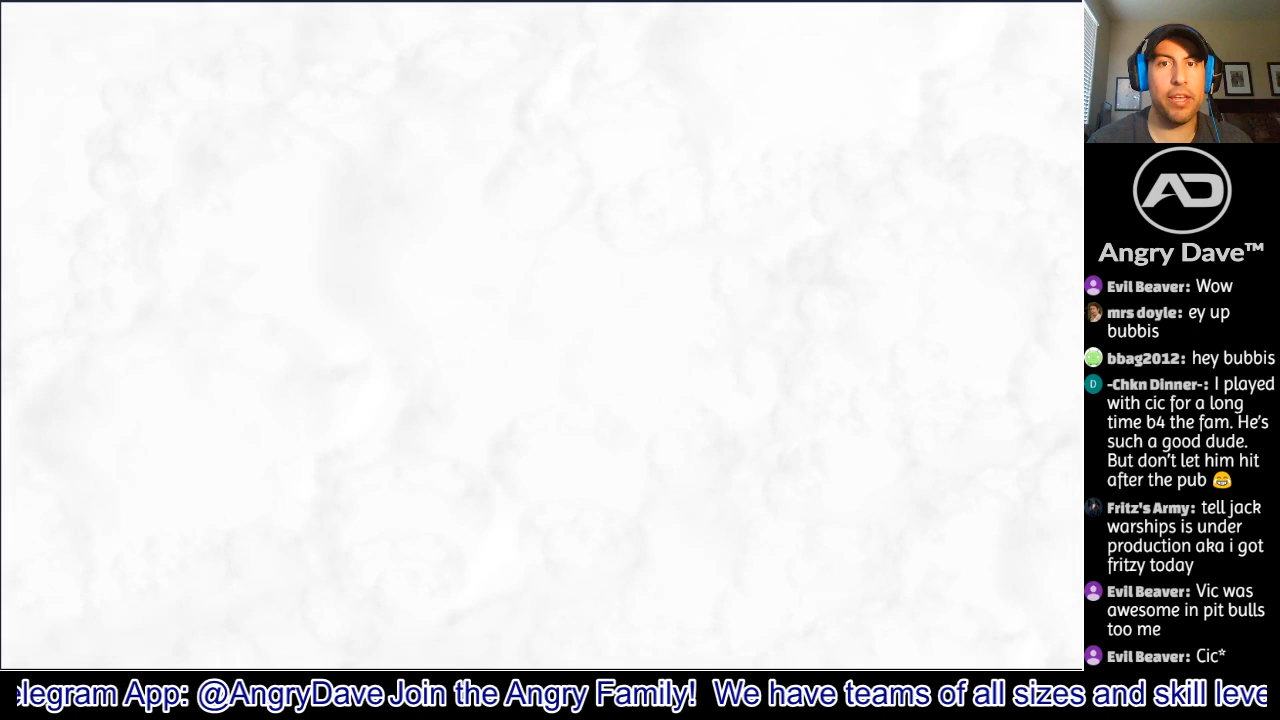 AD
Angry Dave™
Evil Beaver: Wow
mrs doyle: ey up
bubbis
bbag2012: hey bubbis
D -Chkn Dinner-: I played
with cic for a long
time b4 the fam. He's
such a good dude.
But don't let him hit
after the pub 😂
Fritz's Army: tell jack
warships is under
production aka i got
fritzy today
Evil Beaver: Vic was
awesome in pit bulls
too me
Evil Beaver: Cic*
elegram App: @AngryDave Join the Angry Family! We have teams of all sizes and skill leve